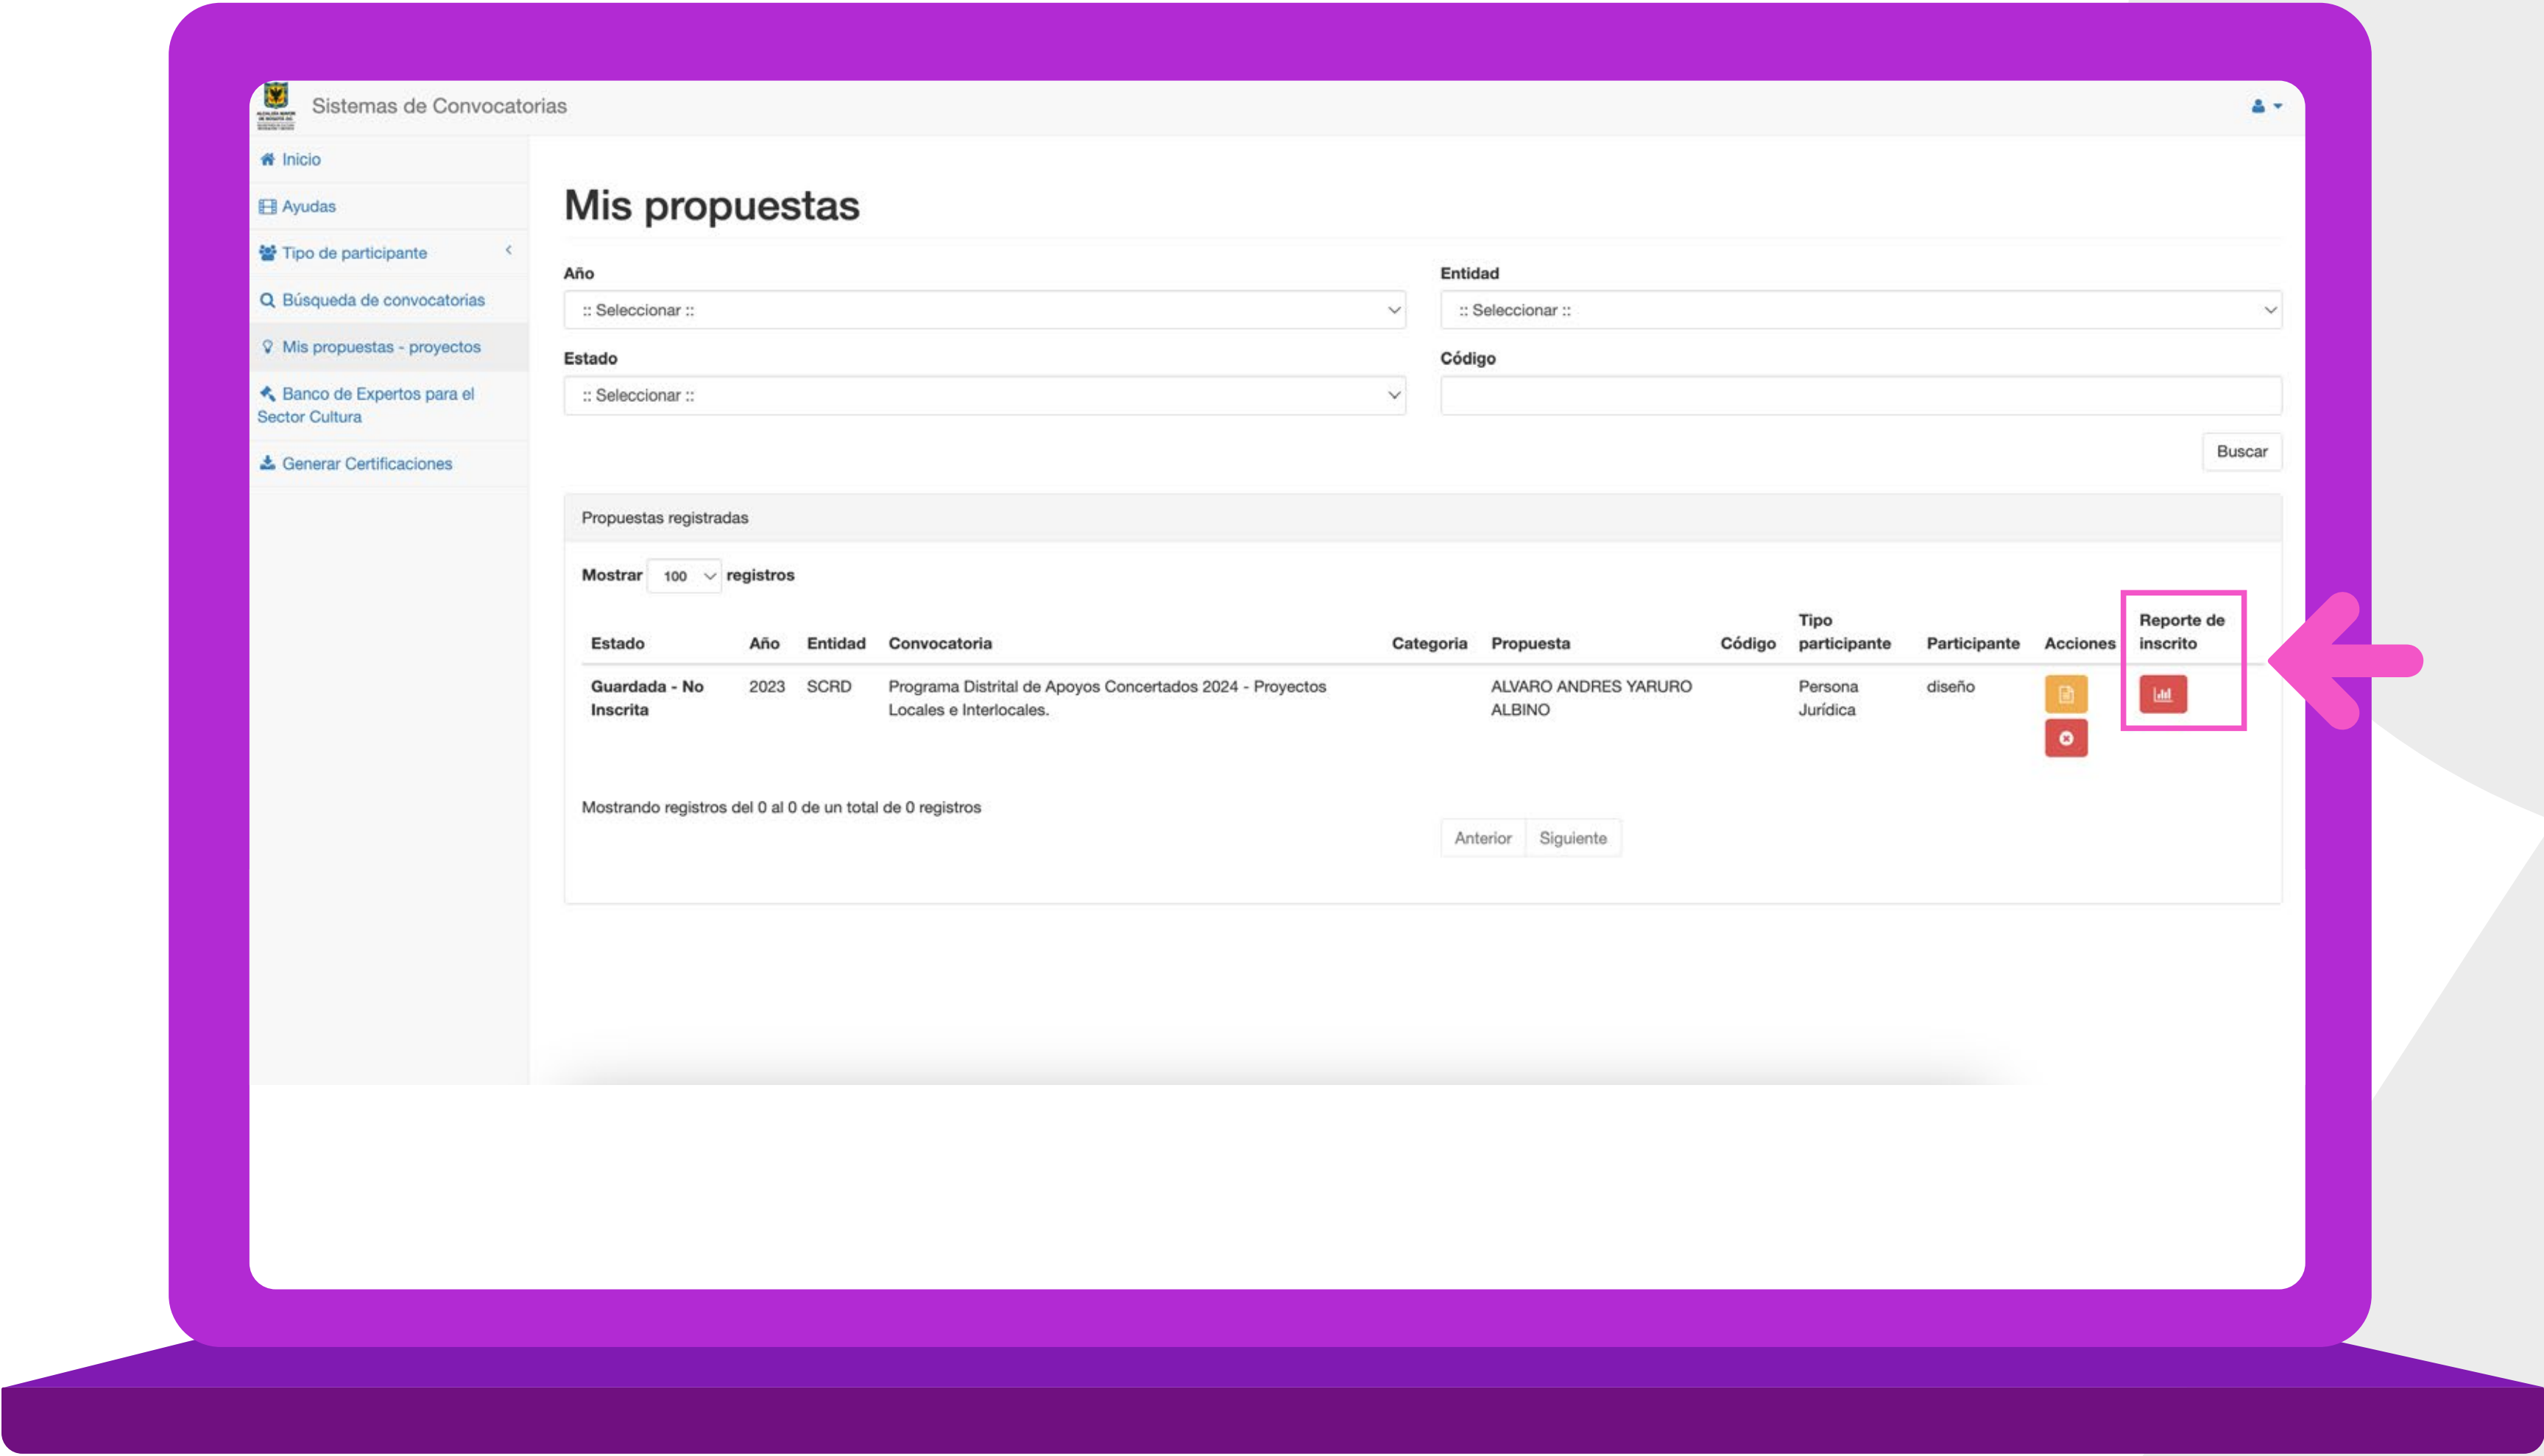 Sistemas de Convocatorias
Inicio
Ayudas
Tipo de participante
Búsqueda de convocatorias
Mis propuestas - proyectos
Banco de Expertos para el
Sector Cultura
Generar Certificaciones
Mis propuestas
Año
Entidad
:: Seleccionar ::
:: Seleccionar ::
Estado
Código
:: Seleccionar ::
Buscar
Propuestas registradas
Mostrar 100 registros
Estado Año Entidad Convocatoria Categoria Propuesta Código Tipo participante Participante Acciones Reporte de inscrito
Guardada - No 2023 SCRD Programa Distrital de Apoyos Concertados 2024 - Proyectos ALVARO ANDRES YARURO Persona diseño
Inscrita Locales e Interlocales. ALBINO Jurídica
Mostrando registros del 0 al 0 de un total de 0 registros
Anterior Siguiente